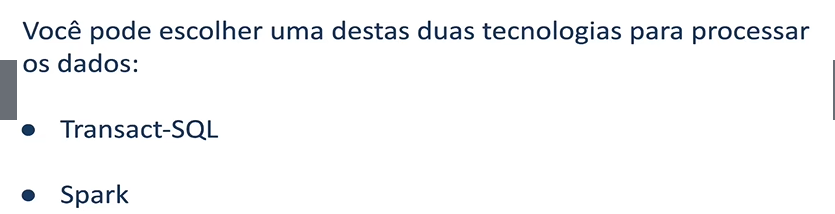 Você pode escolher uma destas duas tecnologias para processar
os dados:
● Transact-SQL
● Spark